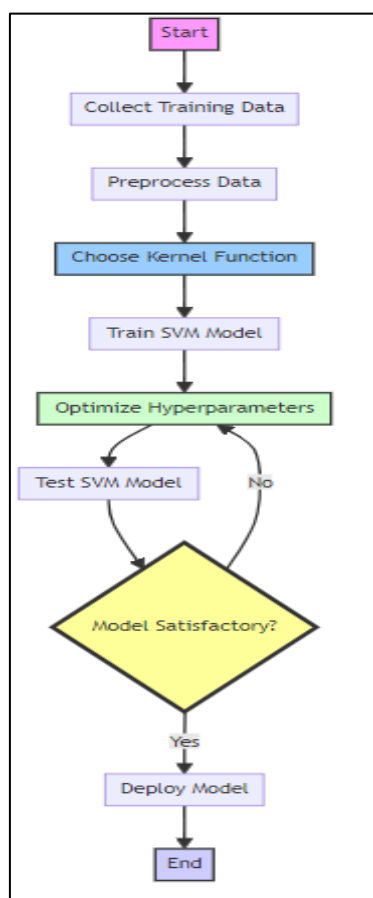 Start
Collect Training Data
Preprocess Data
Choose Kernel Function
Train SVM Model
Optimize Hyperparameters
Test SVM Model
No
Model Satisfactory?
Yes
Deploy Model
End